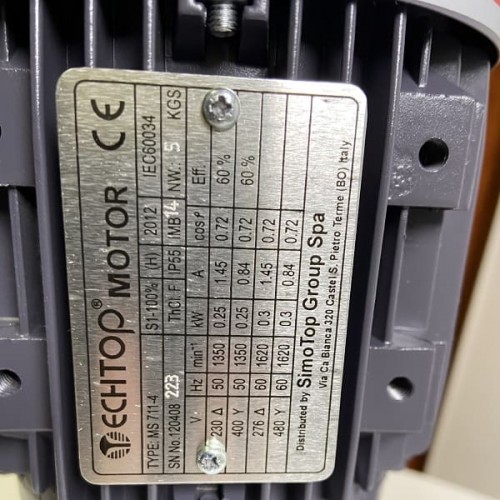 TECHTOP® MOTOR CE
TYPE: MS 711-4 S1-100% (H) 2012 IEC60034
SN No:120408 223 ThCl. F IP55 IMB14 NW. 5 KGS
V Hz min⁻¹ kW A cos φ Eff.
230 Δ 50 1350 0.25 1.45 0.72 60 %
400 Y 50 1350 0.25 0.84 0.72 60 %
276 Δ 60 1620 0.3 1.45 0.72
480 Y 60 1620 0.3 0.84 0.72
Distributed by SimoTop Group Spa
Via Ca Bianca 320 Castel S. Pietro Terme (BO) Italy